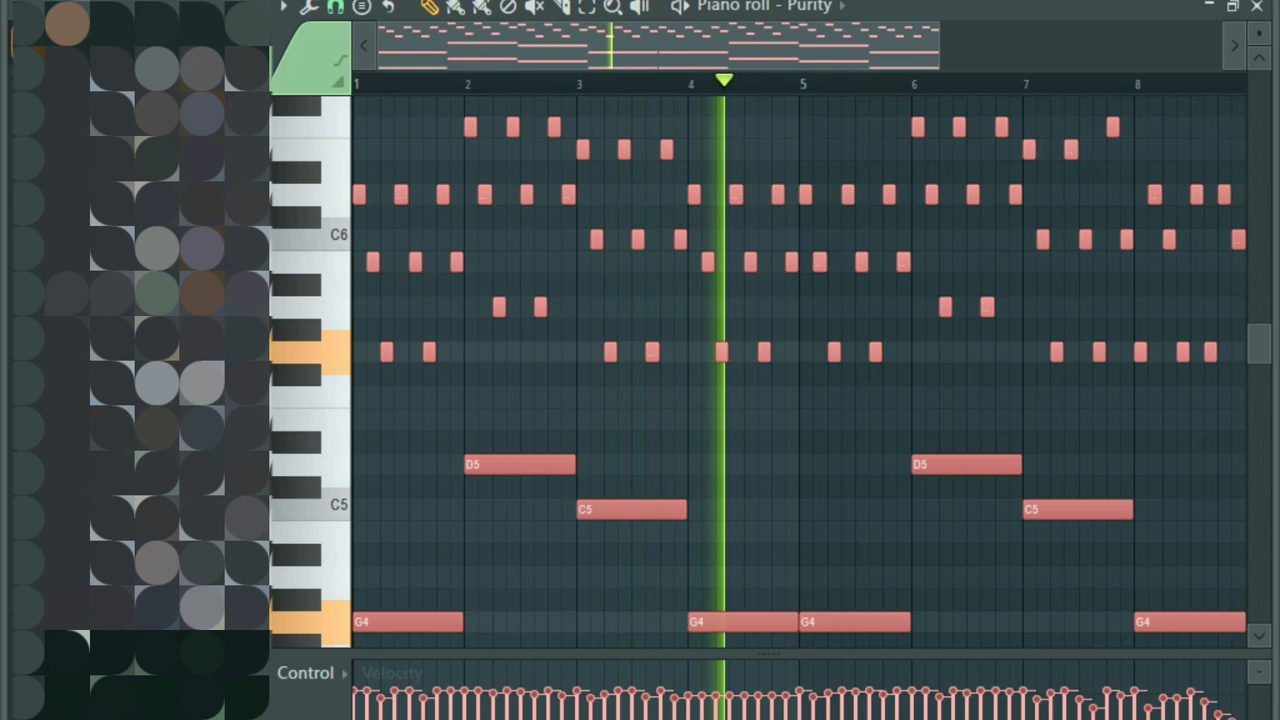 Piano roll - Purity
1 2 3 4 5 6 7 8
C6
D5 D5
C5 C5 C5
G4 G4 G4 G4
Control Velocity